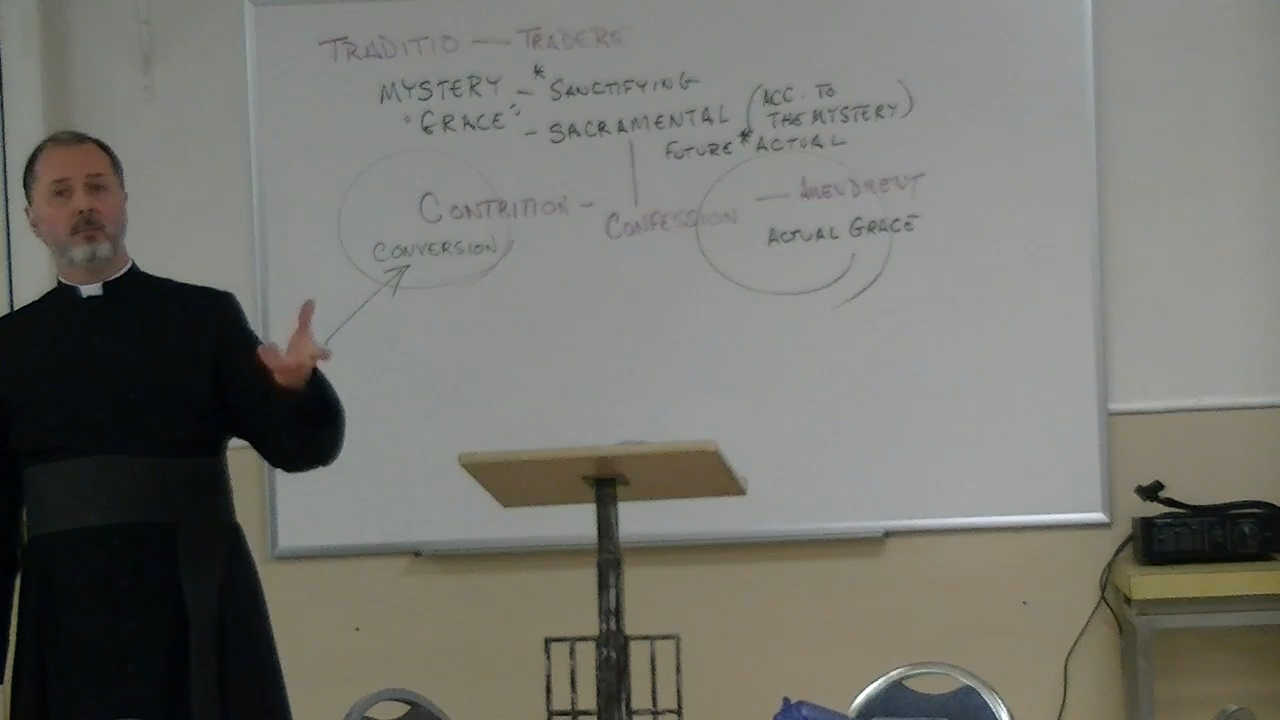 TRADITIO — TRADERE
MYSTERY - * SANCTIFYING
"GRACE" - SACRAMENTAL (ACC. TO THE MYSTERY)
FUTURE * ACTUAL
CONTRITION - CONFESSION — AMENDMENT
CONVERSION
ACTUAL GRACE